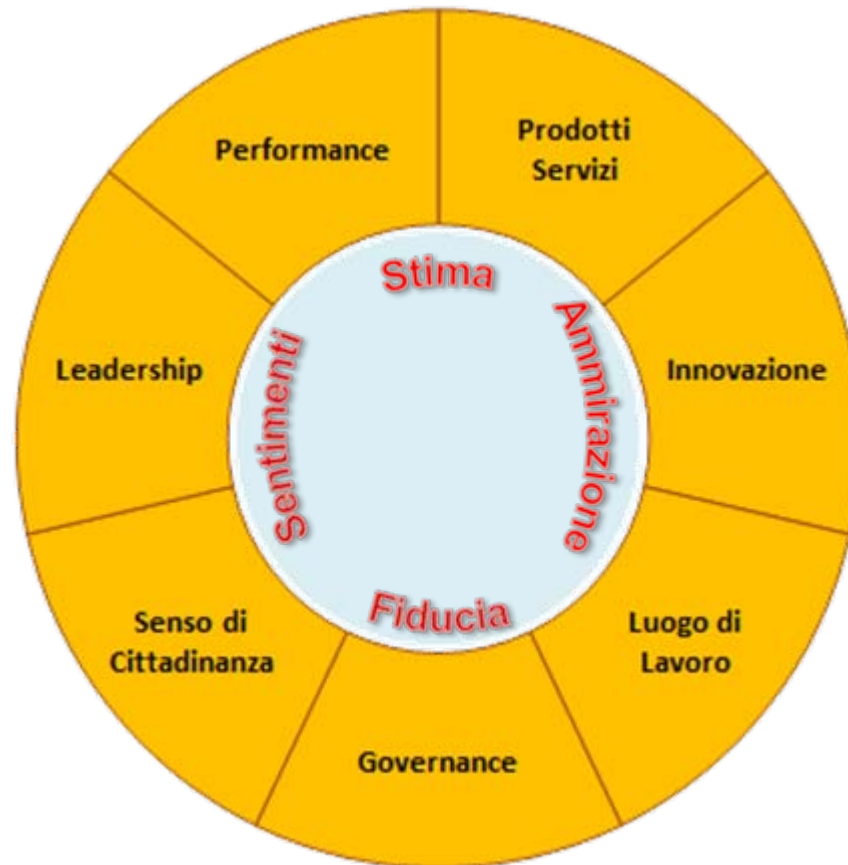 Performance
Prodotti
Servizi
Stima
Ammirazione
Sentimenti
Leadership
Innovazione
Fiducia
Senso di
Cittadinanza
Luogo di
Lavoro
Governance